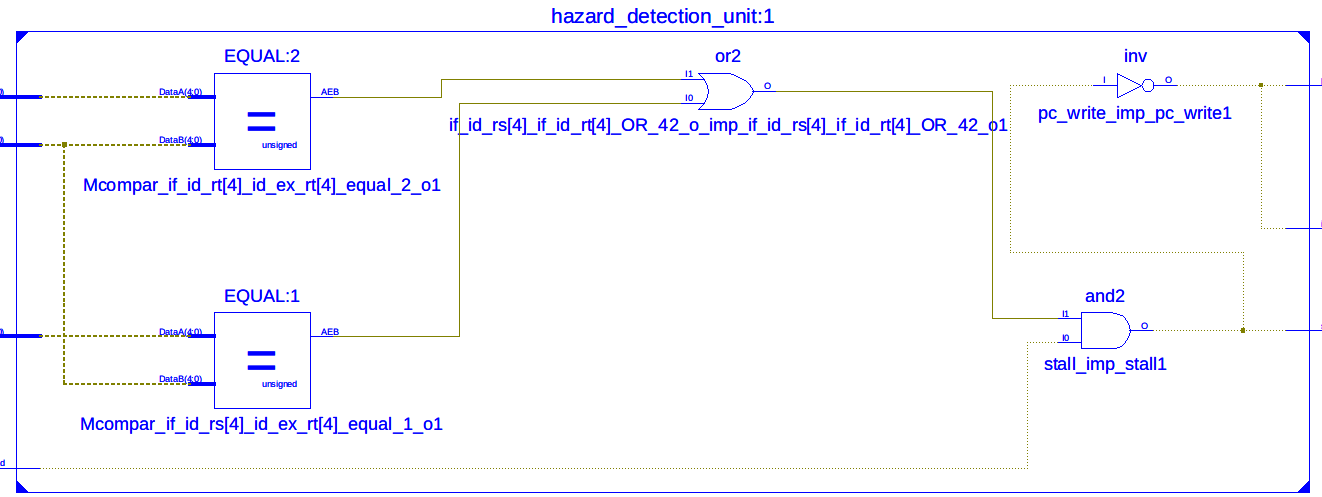 hazard_detection_unit:1
EQUAL:2
or2
inv
DataA(4:0)
AEB
I1
O
I
O
DataB(4:0)
I0
unsigned
if_id_rs[4]_if_id_rt[4]_OR_42_o_imp_if_id_rs[4]_if_id_rt[4]_OR_42_o1
pc_write_imp_pc_write1
Mcompar_if_id_rt[4]_id_ex_rt[4]_equal_2_o1
EQUAL:1
and2
DataA(4:0)
AEB
I1
O
I0
DataB(4:0)
unsigned
stall_imp_stall1
Mcompar_if_id_rs[4]_id_ex_rt[4]_equal_1_o1
d